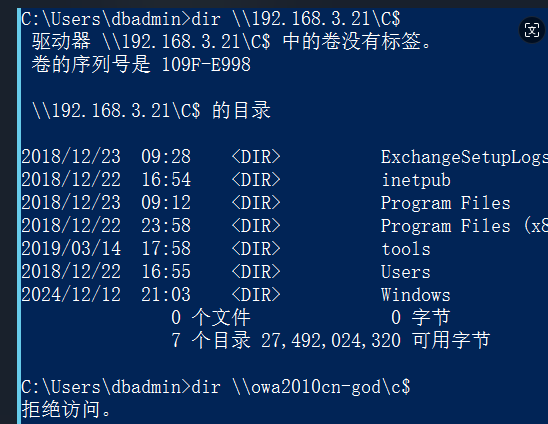 C:\Users\dbadmin>dir \\192.168.3.21\C$
驱动器 \\192.168.3.21\C$ 中的卷没有标签。
卷的序列号是 109F-E998
\\192.168.3.21\C$ 的目录
2018/12/23  09:28    <DIR>          ExchangeSetupLogs
2018/12/22  16:54    <DIR>          inetpub
2018/12/23  09:12    <DIR>          Program Files
2018/12/22  23:58    <DIR>          Program Files (x8
2019/03/14  17:58    <DIR>          tools
2018/12/22  16:55    <DIR>          Users
2024/12/12  21:03    <DIR>          Windows
0 个文件              0 字节
7 个目录 27,492,024,320 可用字节
C:\Users\dbadmin>dir \\owa2010cn-god\c$
拒绝访问。